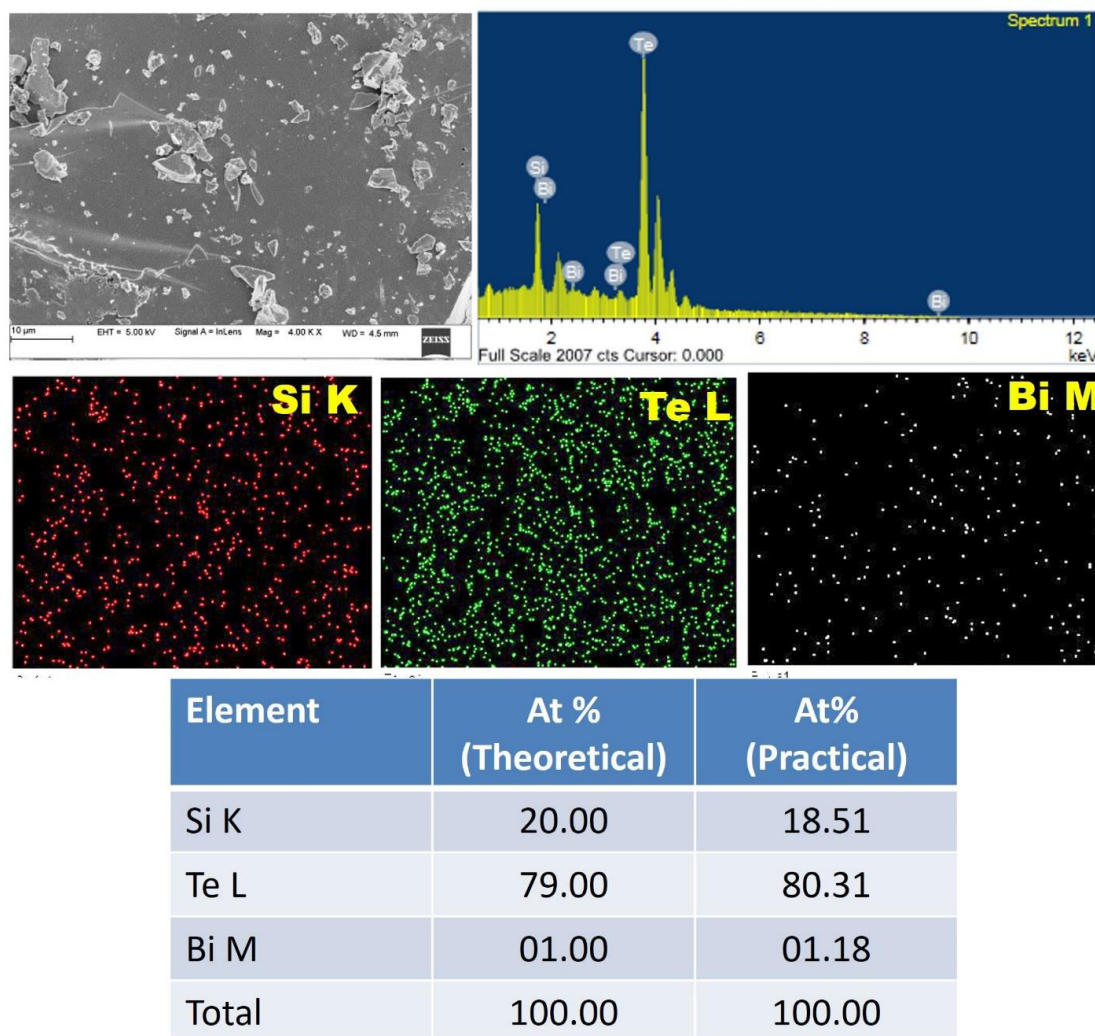 Spectrum 1
Te
Si
Bi
Te
Bi
Bi
Bi
10 µm
EHT = 5.00 kV Signal A = InLens Mag = 4.00 K X WD = 4.5 mm
ZEISS
2 4 6 8 10 12
Full Scale 2007 cts Cursor: 0.000 keV
Si K Te L Bi M
Element At % (Theoretical) At% (Practical)
Si K 20.00 18.51
Te L 79.00 80.31
Bi M 01.00 01.18
Total 100.00 100.00